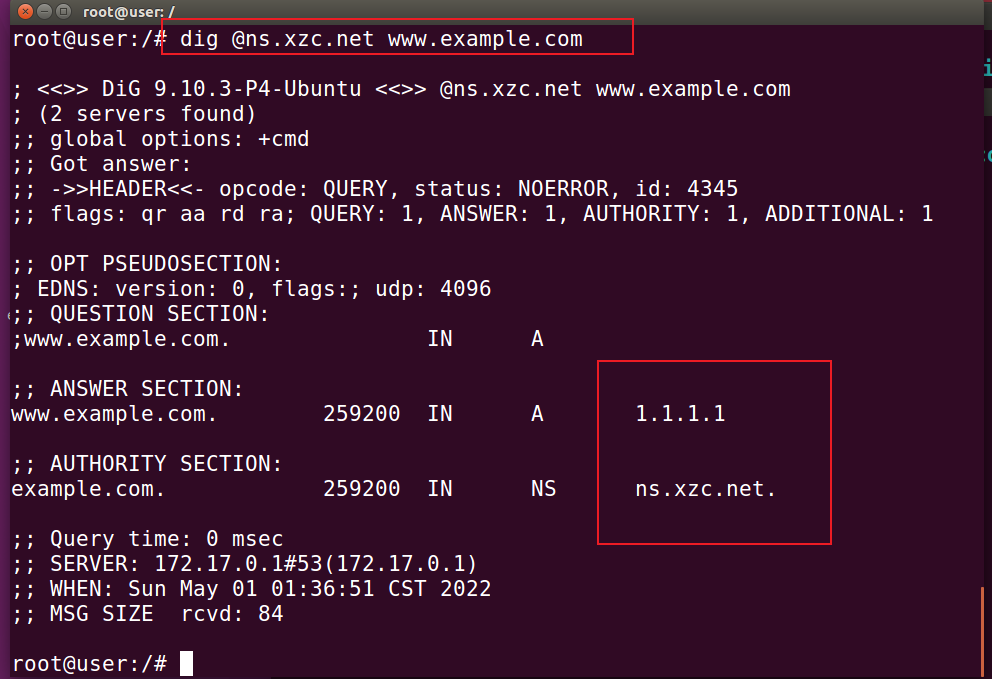 root@user: /
root@user:/# dig @ns.xzc.net www.example.com
; <<>> DiG 9.10.3-P4-Ubuntu <<>> @ns.xzc.net www.example.com
; (2 servers found)
;; global options: +cmd
;; Got answer:
;; ->>HEADER<<- opcode: QUERY, status: NOERROR, id: 4345
;; flags: qr aa rd ra; QUERY: 1, ANSWER: 1, AUTHORITY: 1, ADDITIONAL: 1
;; OPT PSEUDOSECTION:
; EDNS: version: 0, flags:; udp: 4096
;; QUESTION SECTION:
;www.example.com. IN A
;; ANSWER SECTION:
www.example.com. 259200 IN A 1.1.1.1
;; AUTHORITY SECTION:
example.com. 259200 IN NS ns.xzc.net.
;; Query time: 0 msec
;; SERVER: 172.17.0.1#53(172.17.0.1)
;; WHEN: Sun May 01 01:36:51 CST 2022
;; MSG SIZE rcvd: 84
root@user:/#